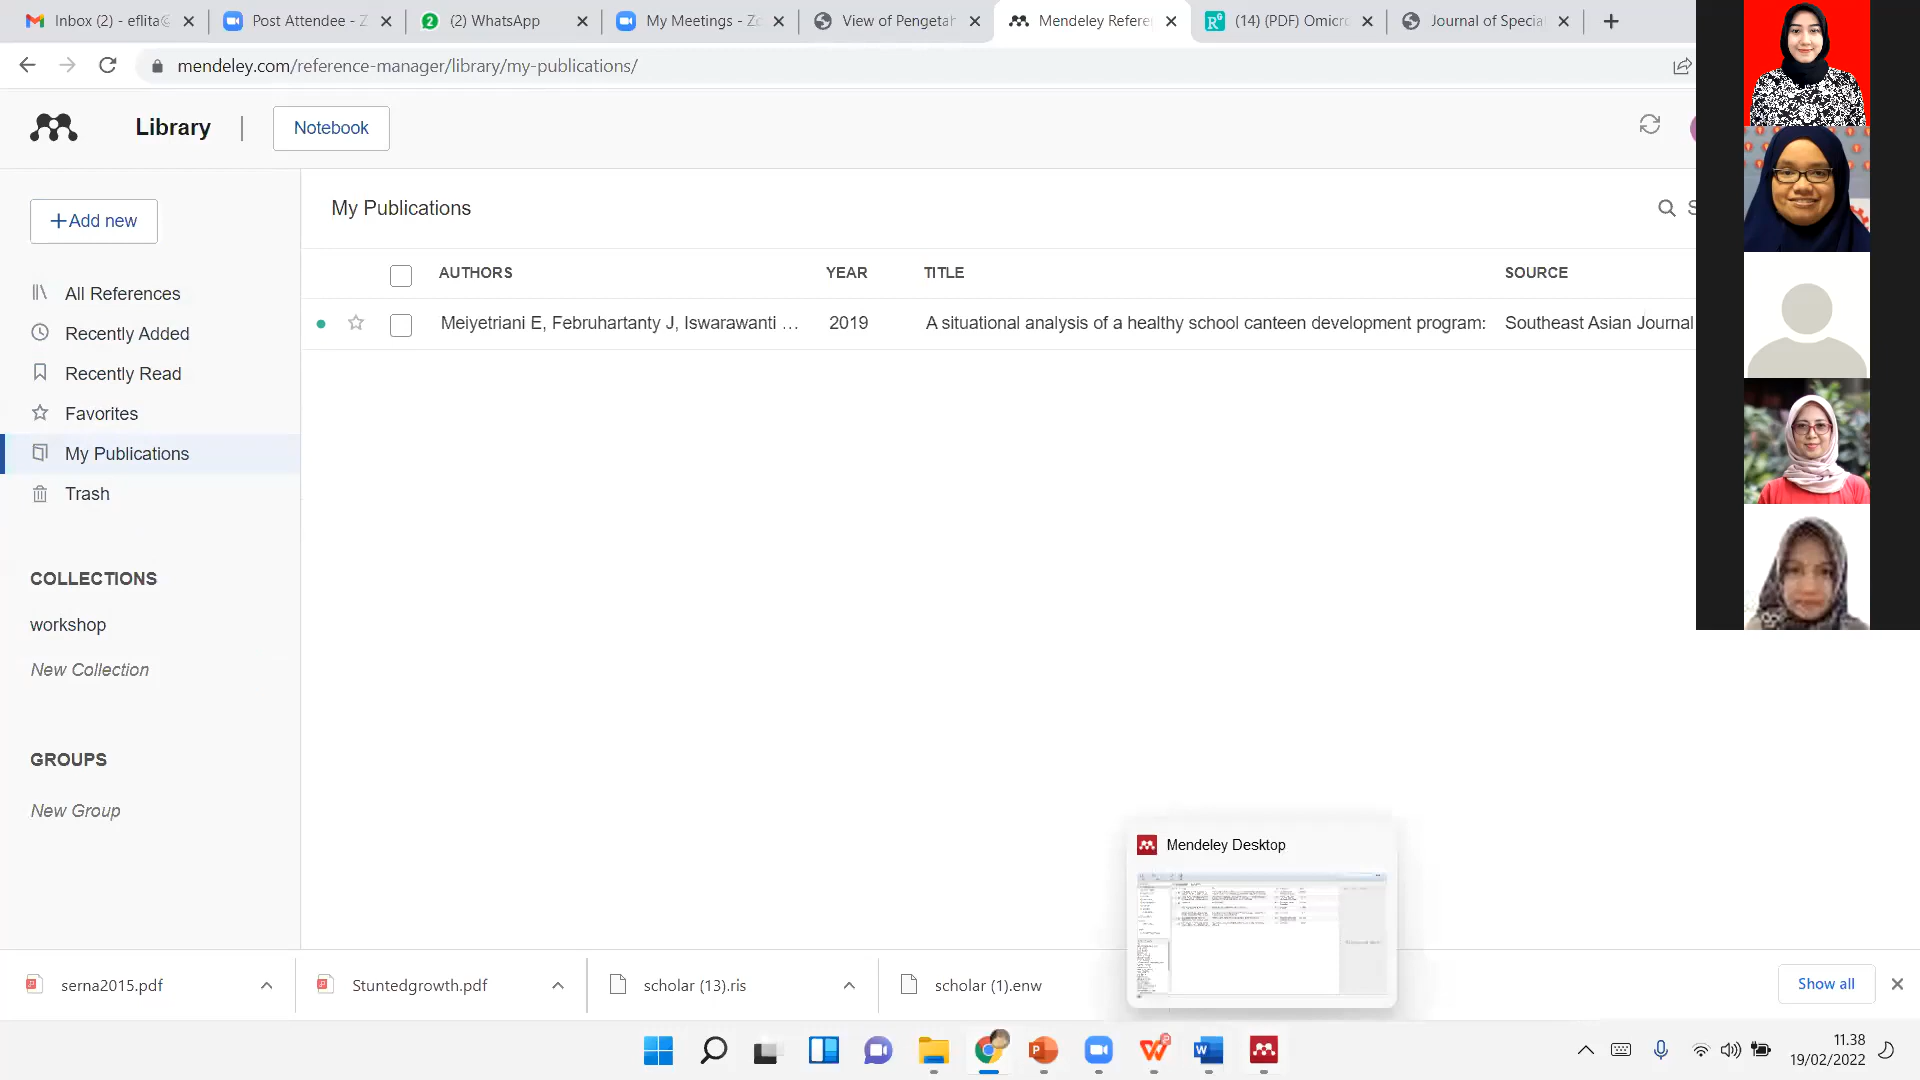 Inbox (2) - eflita@
Post Attendee - Z
2 (2) WhatsApp
My Meetings - Zo
View of Pengetah
Mendeley Refere
(14) (PDF) Omicro
Journal of Specia
mendeley.com/reference-manager/library/my-publications/
Library
Notebook
Add new
My Publications
S
AUTHORS YEAR TITLE SOURCE
Meiyetriani E, Februhartanty J, Iswarawanti … 2019 A situational analysis of a healthy school canteen development program: Southeast Asian Journal
All References
Recently Added
Recently Read
Favorites
My Publications
Trash
COLLECTIONS
workshop
New Collection
GROUPS
New Group
Mendeley Desktop
serna2015.pdf
Stuntedgrowth.pdf
scholar (13).ris
scholar (1).enw
Show all
11.38
19/02/2022